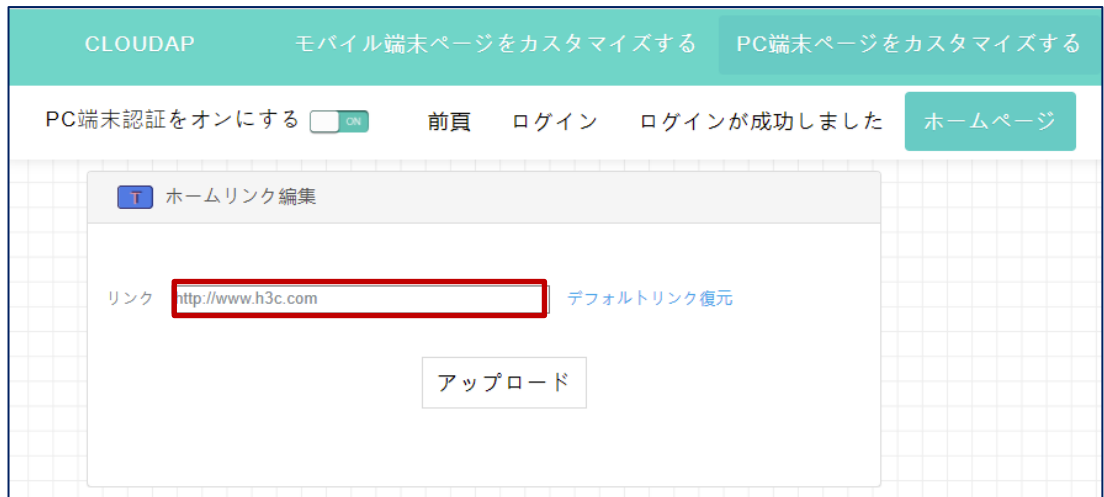 CLOUDAP モバイル端末ページをカスタマイズする PC端末ページをカスタマイズする
PC端末認証をオンにする ON 前頁 ログイン ログインが成功しました ホームページ
T ホームリンク編集
リンク http://www.h3c.com デフォルトリンク復元
アップロード